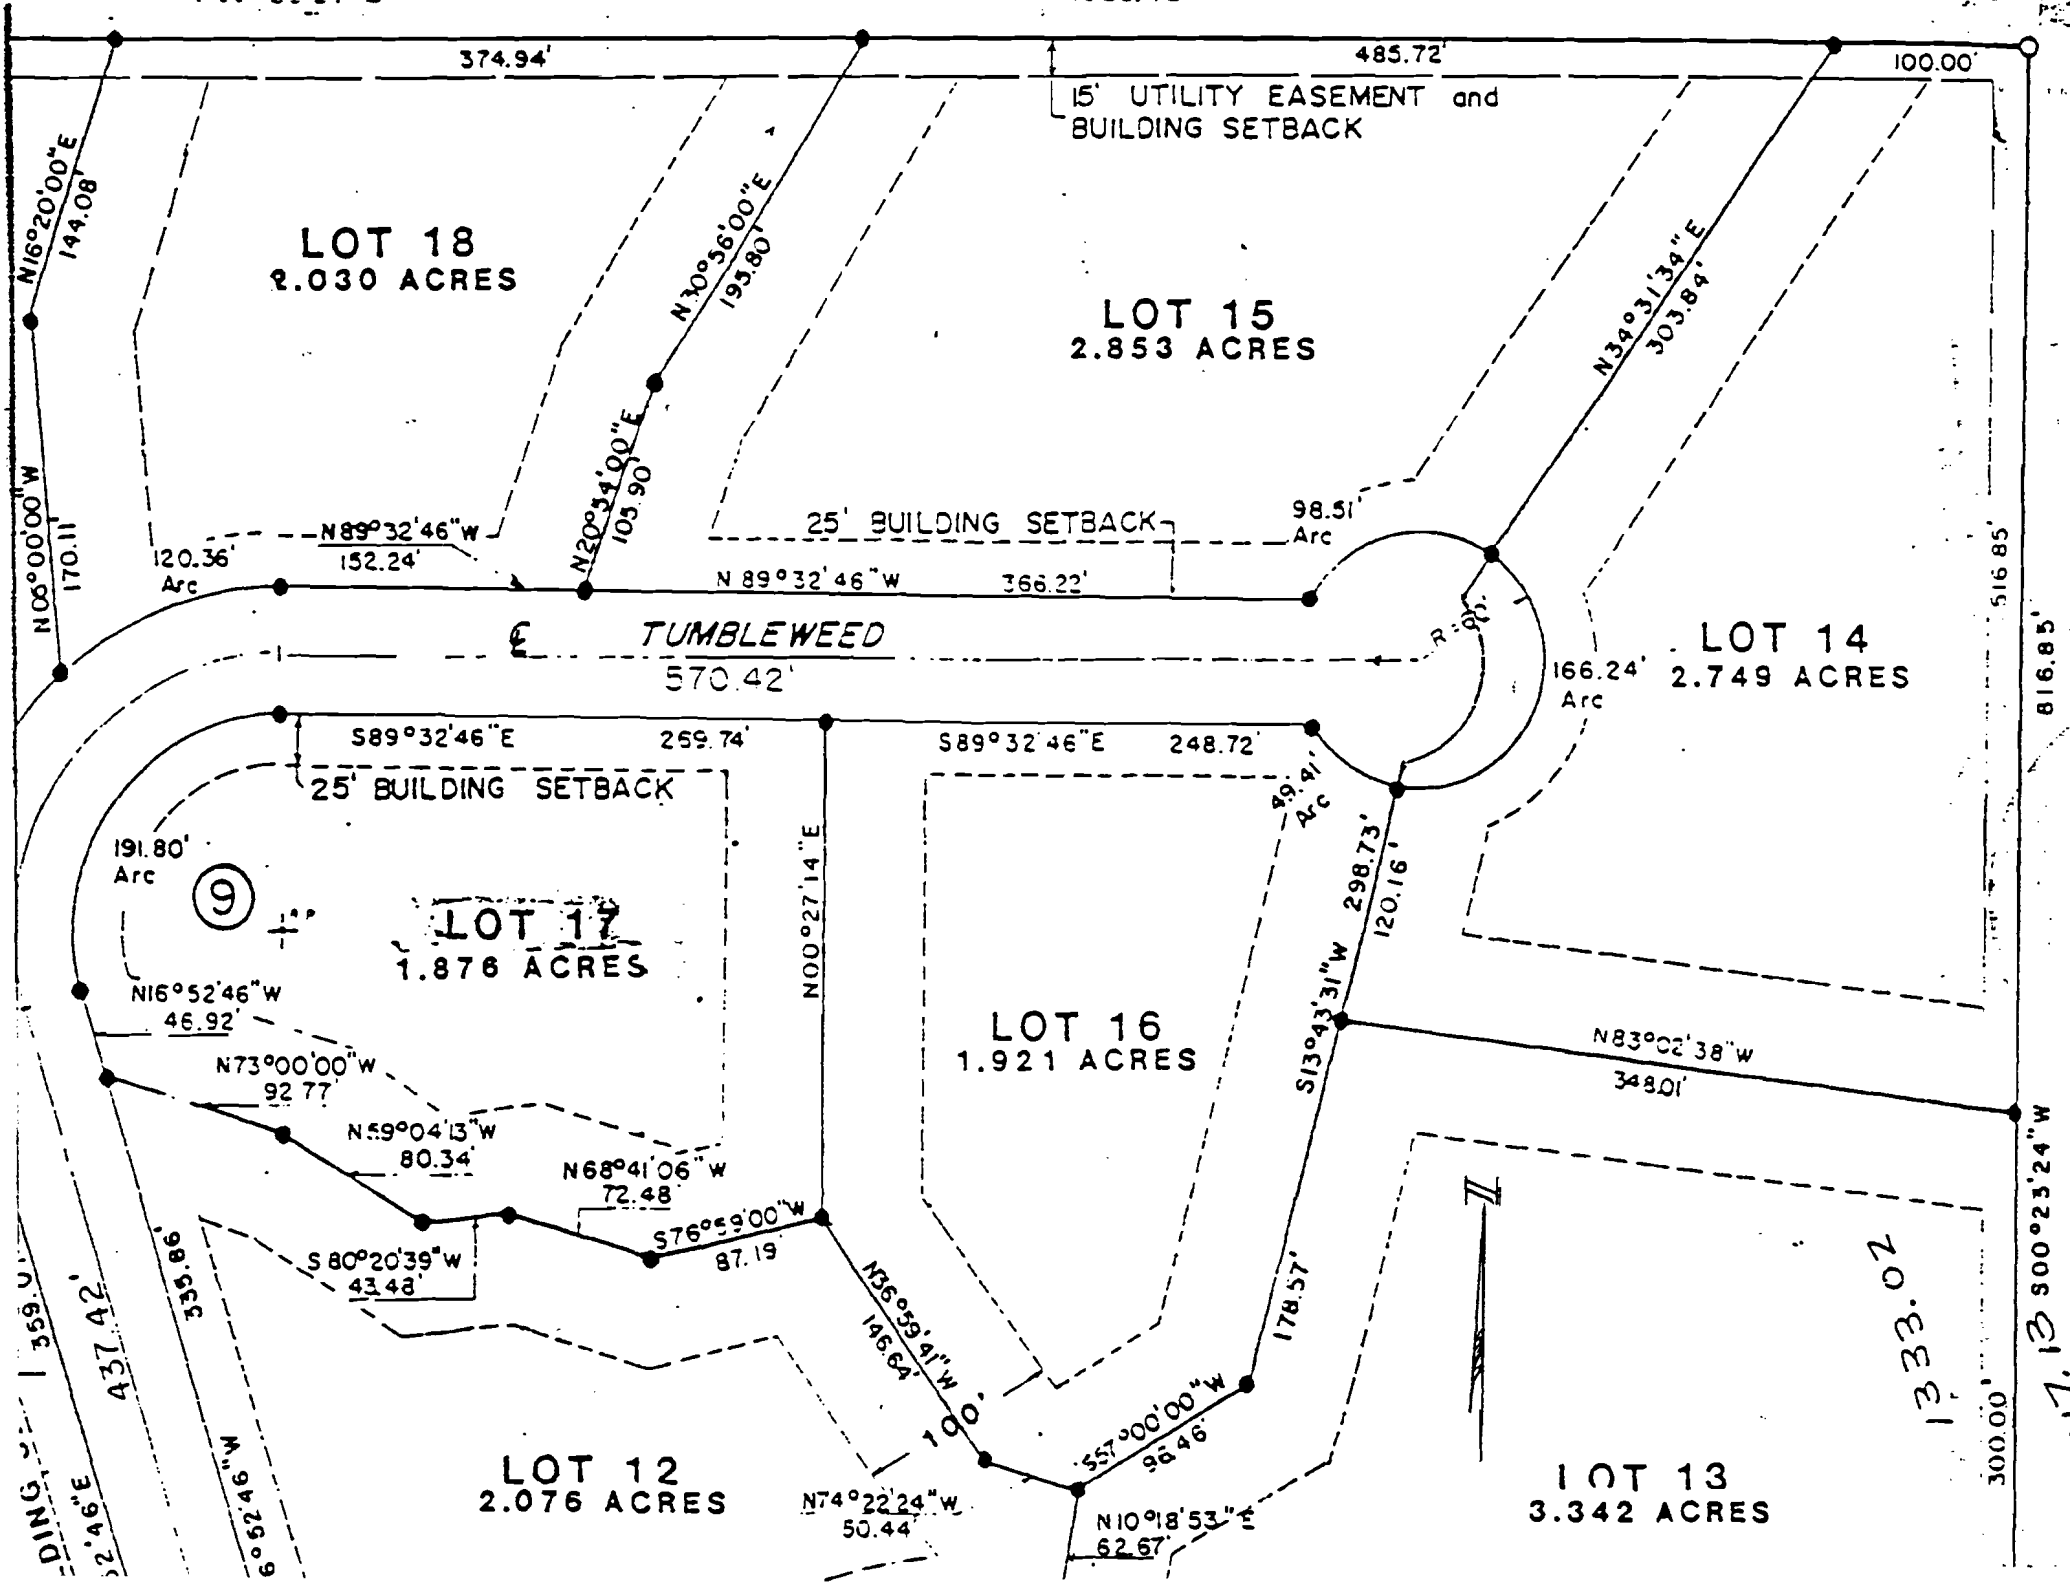 374.94'
485.72'
100.00'
15' UTILITY EASEMENT and
BUILDING SETBACK
N16°20'00"E
144.08'
LOT 18
2.030 ACRES
N30°56'00"E
195.80'
LOT 15
2.853 ACRES
N34°31'34"E
303.84'
N06°00'00"W
170.11'
N20°54'00"E
105.90'
120.36'
Arc
N89°32'46"W
152.24'
25' BUILDING SETBACK
98.51'
Arc
N 89°32'46"W 366.22'
516.85'
816.85'
℄ TUMBLEWEED
570.42'
166.24'
Arc
LOT 14
2.749 ACRES
S89°32'46"E 259.74'
S89°32'46"E 248.72'
25' BUILDING SETBACK
49.41'
Arc
191.80'
Arc
9
LOT 17
1.876 ACRES
N00°27'14"E
298.73'
120.16'
S13°43'31"W
N16°52'46"W
46.92'
N73°00'00"W
92.77'
LOT 16
1.921 ACRES
N83°02'38"W
348.01'
N59°04'13"W
80.34'
N68°41'06"W
72.48'
S76°59'00"W
87.19'
S 80°20'39"W
43.48'
S00°23'24"W
335.86'
437.42'
N36°59'41"W
146.64'
178.57'
1333.02
100'
S57°00'00"W
LOT 12
2.076 ACRES
N74°22'24"W
50.44'
N10°18'53"E
62.67'
LOT 13
3.342 ACRES
300.00'
6°52'46"W